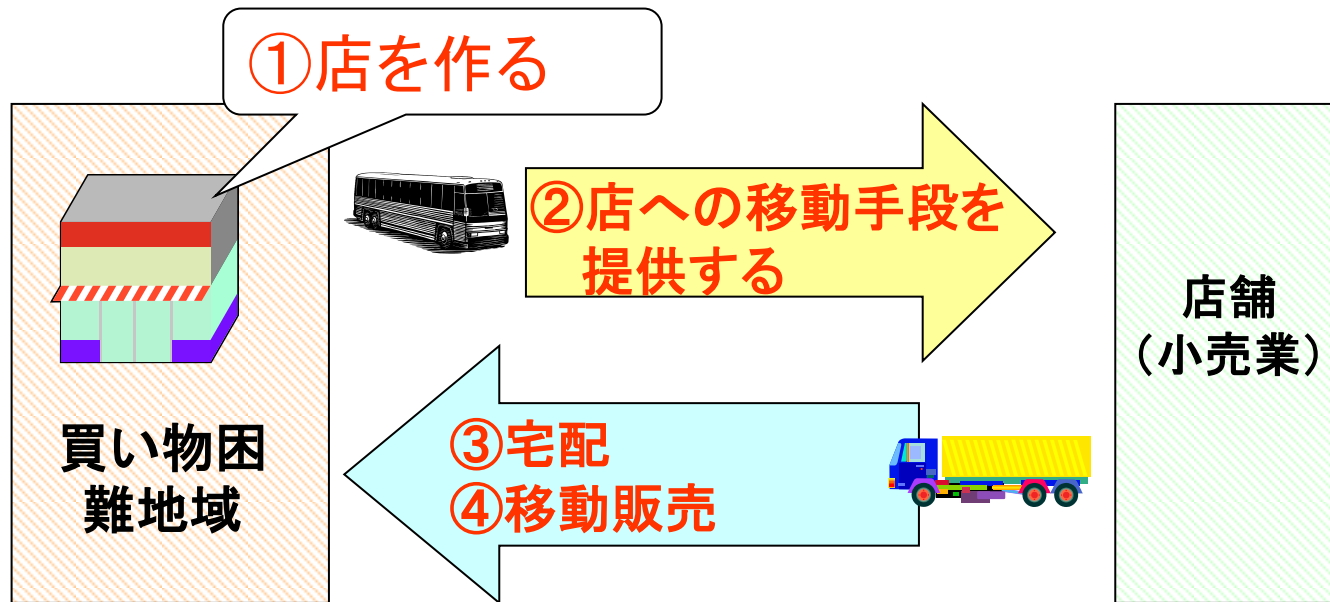 ①店を作る
②店への移動手段を
提供する
店舗
（小売業）
③宅配
④移動販売
買い物困
難地域